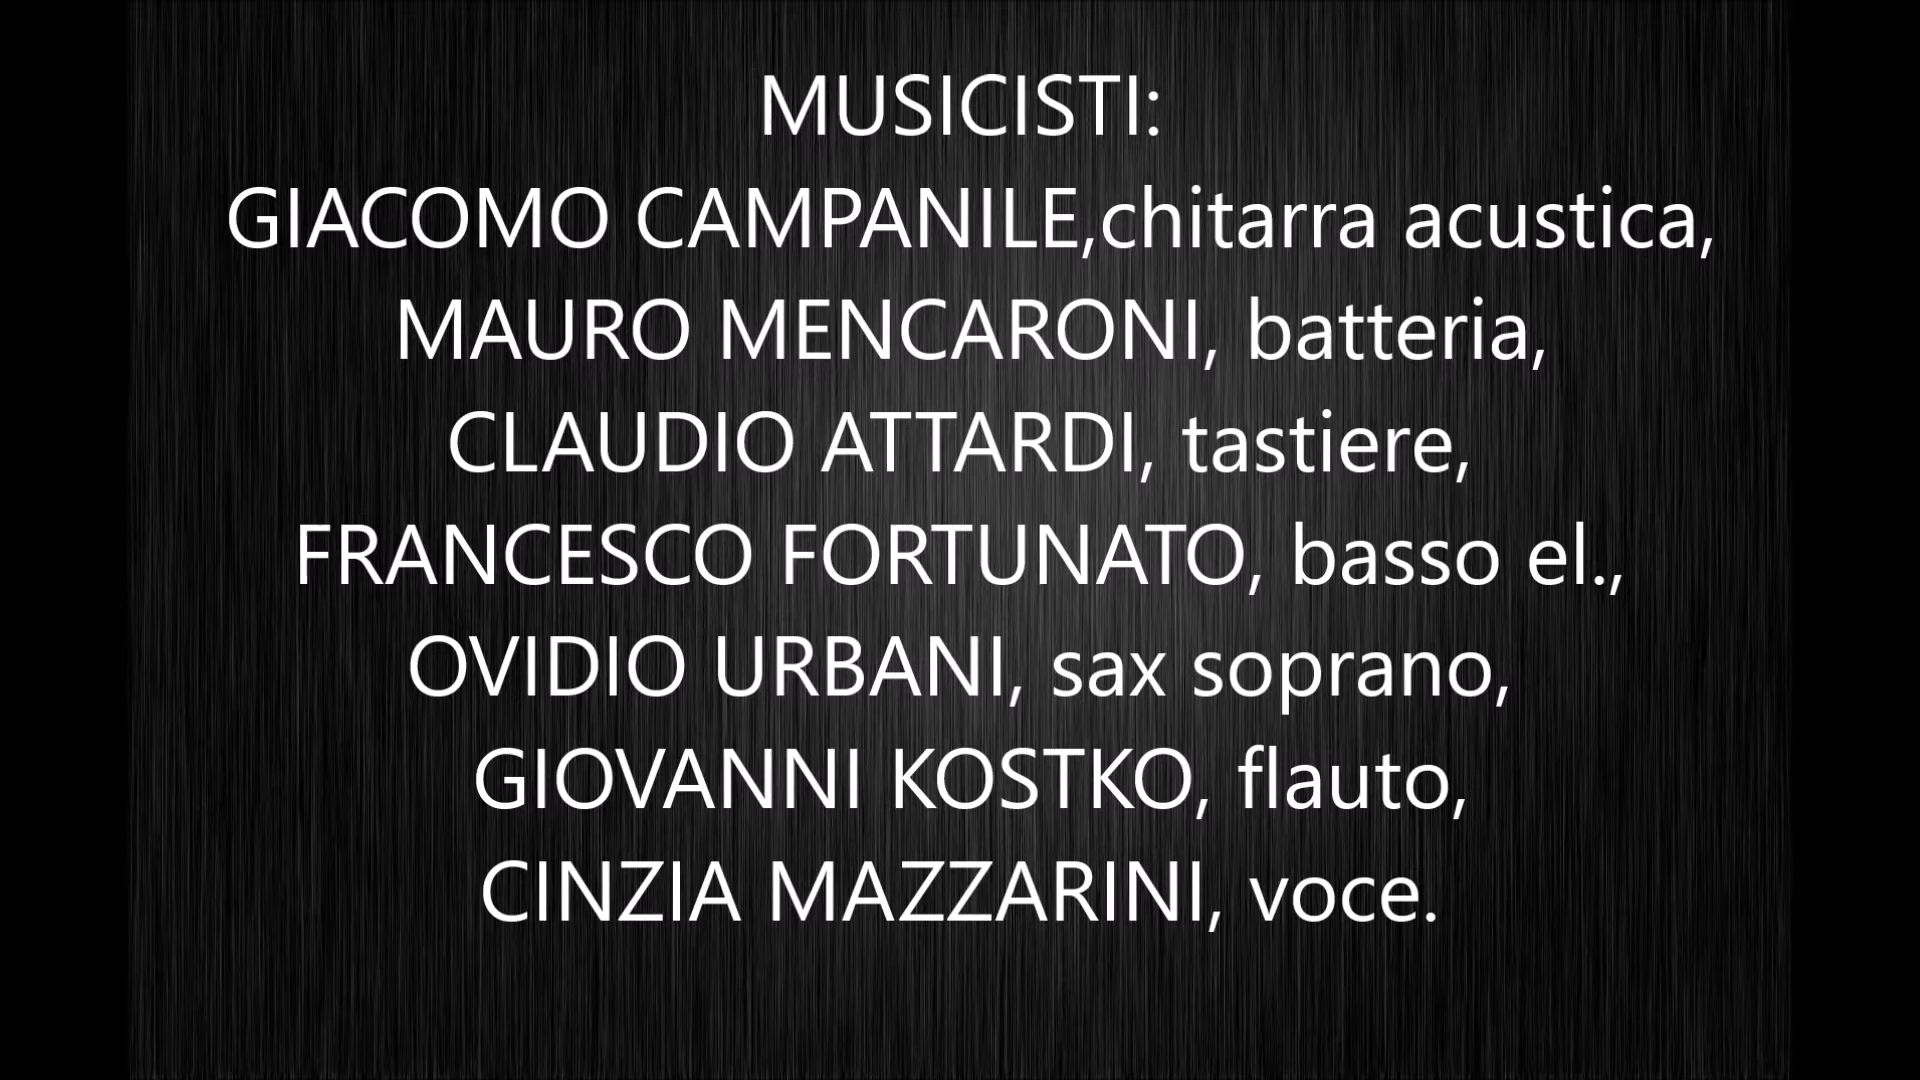 MUSICISTI:
GIACOMO CAMPANILE,chitarra acustica,
MAURO MENCARONI, batteria,
CLAUDIO ATTARDI, tastiere,
FRANCESCO FORTUNATO, basso el.,
OVIDIO URBANI, sax soprano,
GIOVANNI KOSTKO, flauto,
CINZIA MAZZARINI, voce.